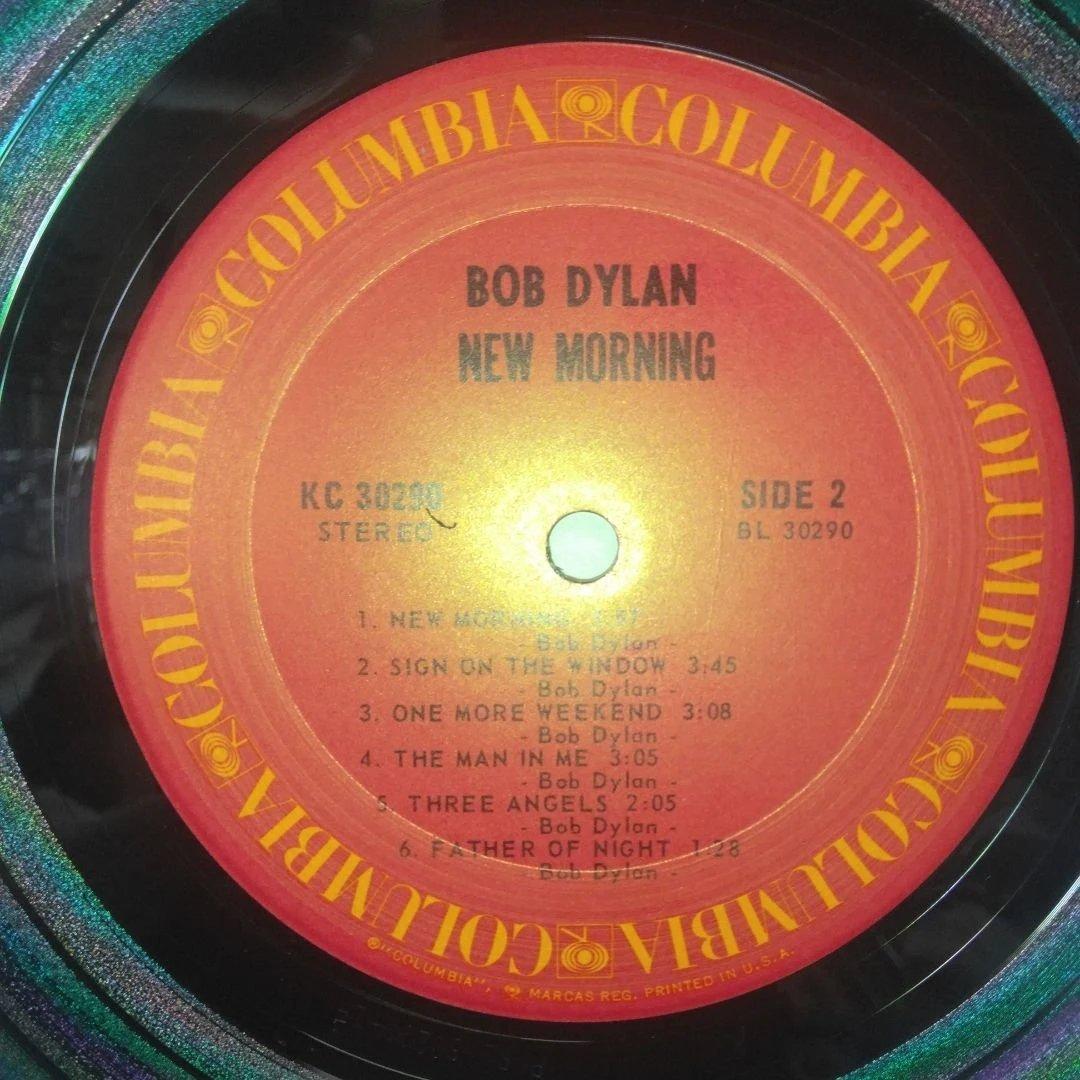 COLUMBIA COLUMBIA COLUMBIA COLUMBIA COLUMBIA COLUMBIA
BOB DYLAN
NEW MORNING
KC 30290
STEREO
SIDE 2
BL 30290
1. NEW MORNING 3:57
- Bob Dylan -
2. SIGN ON THE WINDOW 3:45
- Bob Dylan -
3. ONE MORE WEEKEND 3:08
- Bob Dylan -
4. THE MAN IN ME 3:05
- Bob Dylan -
5. THREE ANGELS 2:05
- Bob Dylan -
6. FATHER OF NIGHT 1:28
- Bob Dylan -
® "COLUMBIA", MARCAS REG. PRINTED IN U.S.A.